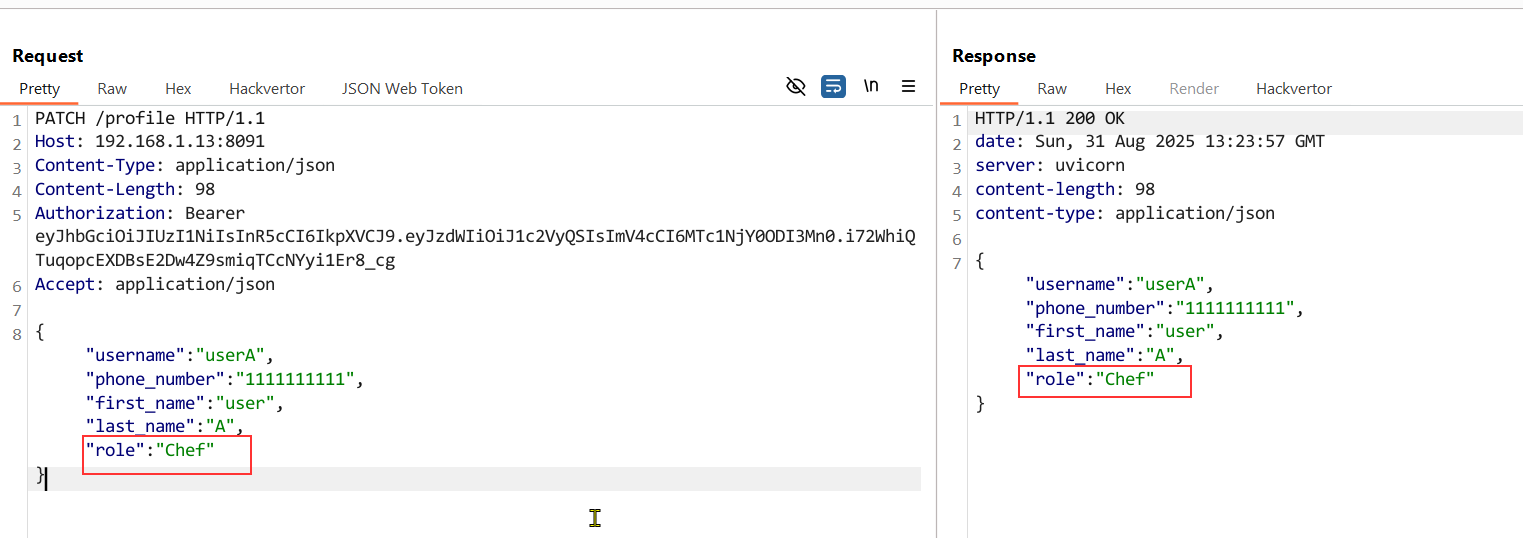 Request
Pretty Raw Hex Hackvertor JSON Web Token \n
1 PATCH /profile HTTP/1.1
2 Host: 192.168.1.13:8091
3 Content-Type: application/json
4 Content-Length: 98
5 Authorization: Bearer
eyJhbGciOiJIUzI1NiIsInR5cCI6IkpXVCJ9.eyJzdWIiOiJ1c2VyQSIsImV4cCI6MTc1NjY0ODI3Mn0.i72WhiQ
TuqopcEXDBsE2Dw4Z9smiqTCcNYyi1Er8_cg
6 Accept: application/json
7
8 {
"username":"userA",
"phone_number":"1111111111",
"first_name":"user",
"last_name":"A",
"role":"Chef"
}
Response
Pretty Raw Hex Render Hackvertor
1 HTTP/1.1 200 OK
2 date: Sun, 31 Aug 2025 13:23:57 GMT
3 server: uvicorn
4 content-length: 98
5 content-type: application/json
6
7 {
"username":"userA",
"phone_number":"1111111111",
"first_name":"user",
"last_name":"A",
"role":"Chef"
}